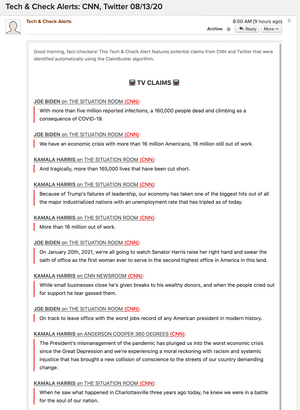 Tech & Check Alerts: CNN, Twitter 08/13/20
Tech & Check Alerts
8:00 AM (9 hours ago)
Archive
Reply
More
Good morning, fact-checkers! This Tech & Check Alert features potential claims from CNN and Twitter that were
identified automatically using the ClaimBuster algorithm.
TV CLAIMS
JOE BIDEN on THE SITUATION ROOM (CNN):
With more than five million reported infections, a 160,000 people dead and climbing as a
consequence of COVID-19.
JOE BIDEN on THE SITUATION ROOM (CNN):
We have an economic crisis with more than 16 million Americans, 16 million still out of work.
KAMALA HARRIS on THE SITUATION ROOM (CNN):
And tragically, more than 165,000 lives that have been cut short.
KAMALA HARRIS on THE SITUATION ROOM (CNN):
Because of Trump's failures of leadership, our economy has taken one of the biggest hits out of all
the major industrialized nations with an unemployment rate that has tripled as of today.
KAMALA HARRIS on THE SITUATION ROOM (CNN):
More than 16 million out of work.
JOE BIDEN on THE SITUATION ROOM (CNN):
On January 20th, 2021, we're all going to watch Senator Harris raise her right hand and swear the
oath of office as the first woman ever to serve in the second highest office in America in this land.
KAMALA HARRIS on CNN NEWSROOM (CNN):
While small businesses close he's given breaks to his wealthy donors, and when the people cried out
for support he tear gassed them.
JOE BIDEN on THE SITUATION ROOM (CNN):
On track to leave office with the worst jobs record of any American president in modern history.
KAMALA HARRIS on ANDERSON COOPER 360 DEGREES (CNN):
The President's mismanagement of the pandemic has plunged us into the worst economic crisis
since the Great Depression and we're experiencing a moral reckoning with racism and systemic
injustice that has brought a new collision of conscience to the streets of our country demanding
change.
KAMALA HARRIS on THE SITUATION ROOM (CNN):
When he saw what happened in Charlottesville three years ago today, he knew we were in a battle
for the soul of our nation.